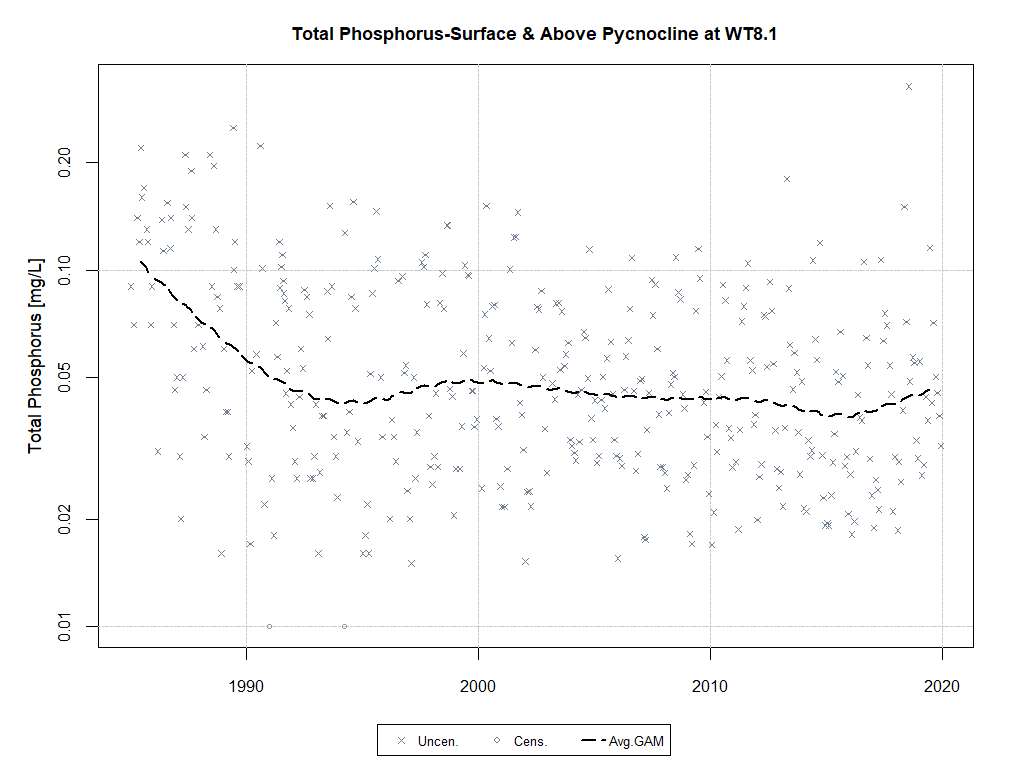 Total Phosphorus-Surface & Above Pycnocline at WT8.1
Total Phosphorus [mg/L]
0.20
0.10
0.05
0.02
0.01
1990 2000 2010 2020
Uncen. Cens. Avg.GAM